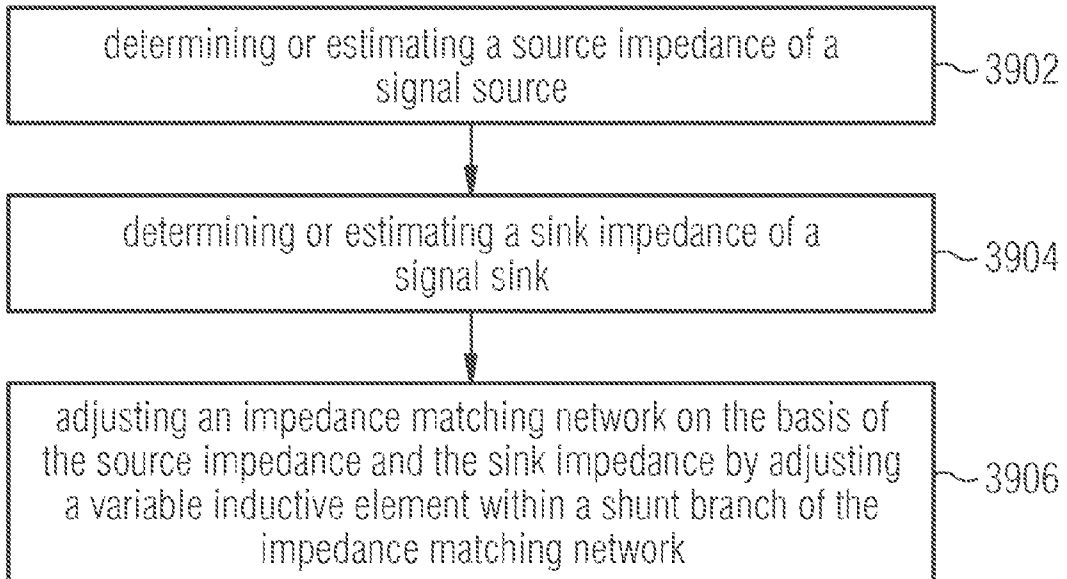 determining or estimating a source impedance of a
signal source
3902
determining or estimating a sink impedance of a
signal sink
3904
adjusting an impedance matching network on the basis of
the source impedance and the sink impedance by adjusting
a variable inductive element within a shunt branch of the
impedance matching network
3906